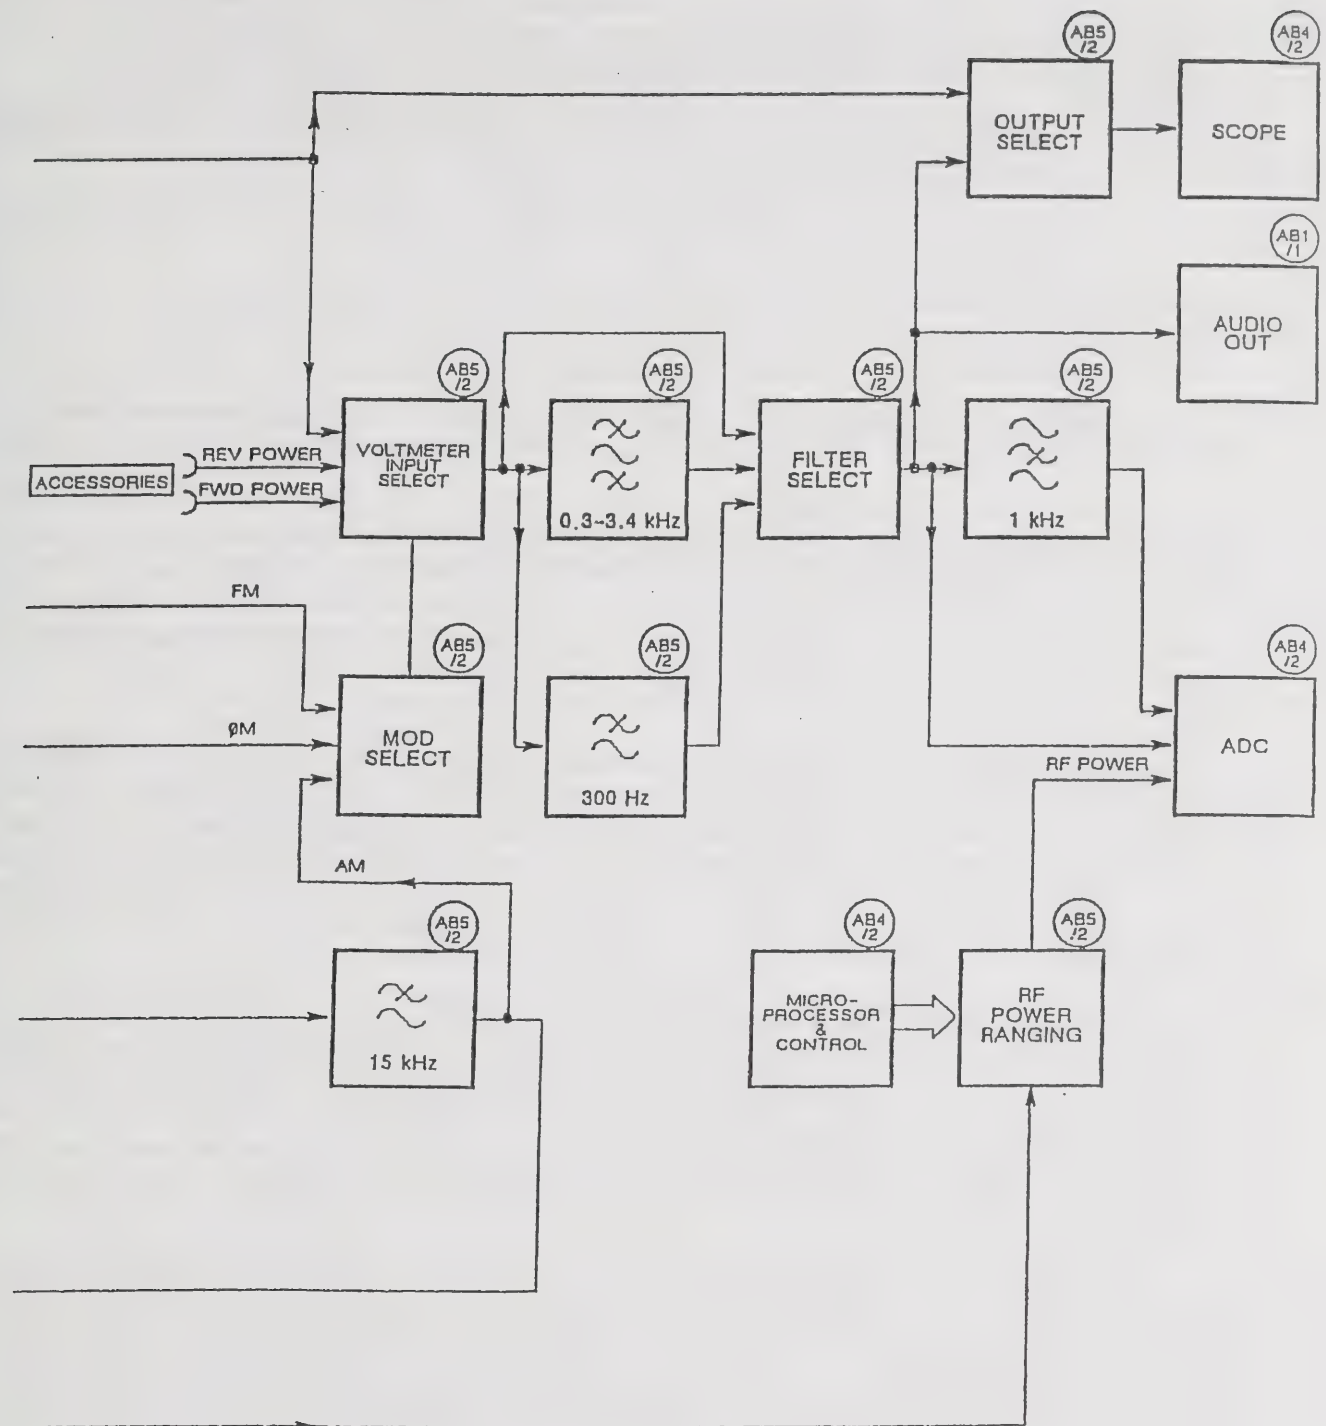 AB5
/2
AB4
/2
OUTPUT
SELECT
SCOPE
AB1
/1
AUDIO
OUT
AB5
/2
AB5
/2
AB5
/2
AB5
/2
ACCESSORIES
REV POWER
FWD POWER
VOLTMETER
INPUT
SELECT
0.3-3.4 kHz
FILTER
SELECT
1 kHz
FM
AB5
/2
AB5
/2
AB4
/2
ØM
MOD
SELECT
300 Hz
RF POWER
ADC
AM
AB5
/2
AB4
/2
AB5
/2
15 kHz
MICRO-
PROCESSOR
&
CONTROL
RF
POWER
RANGING